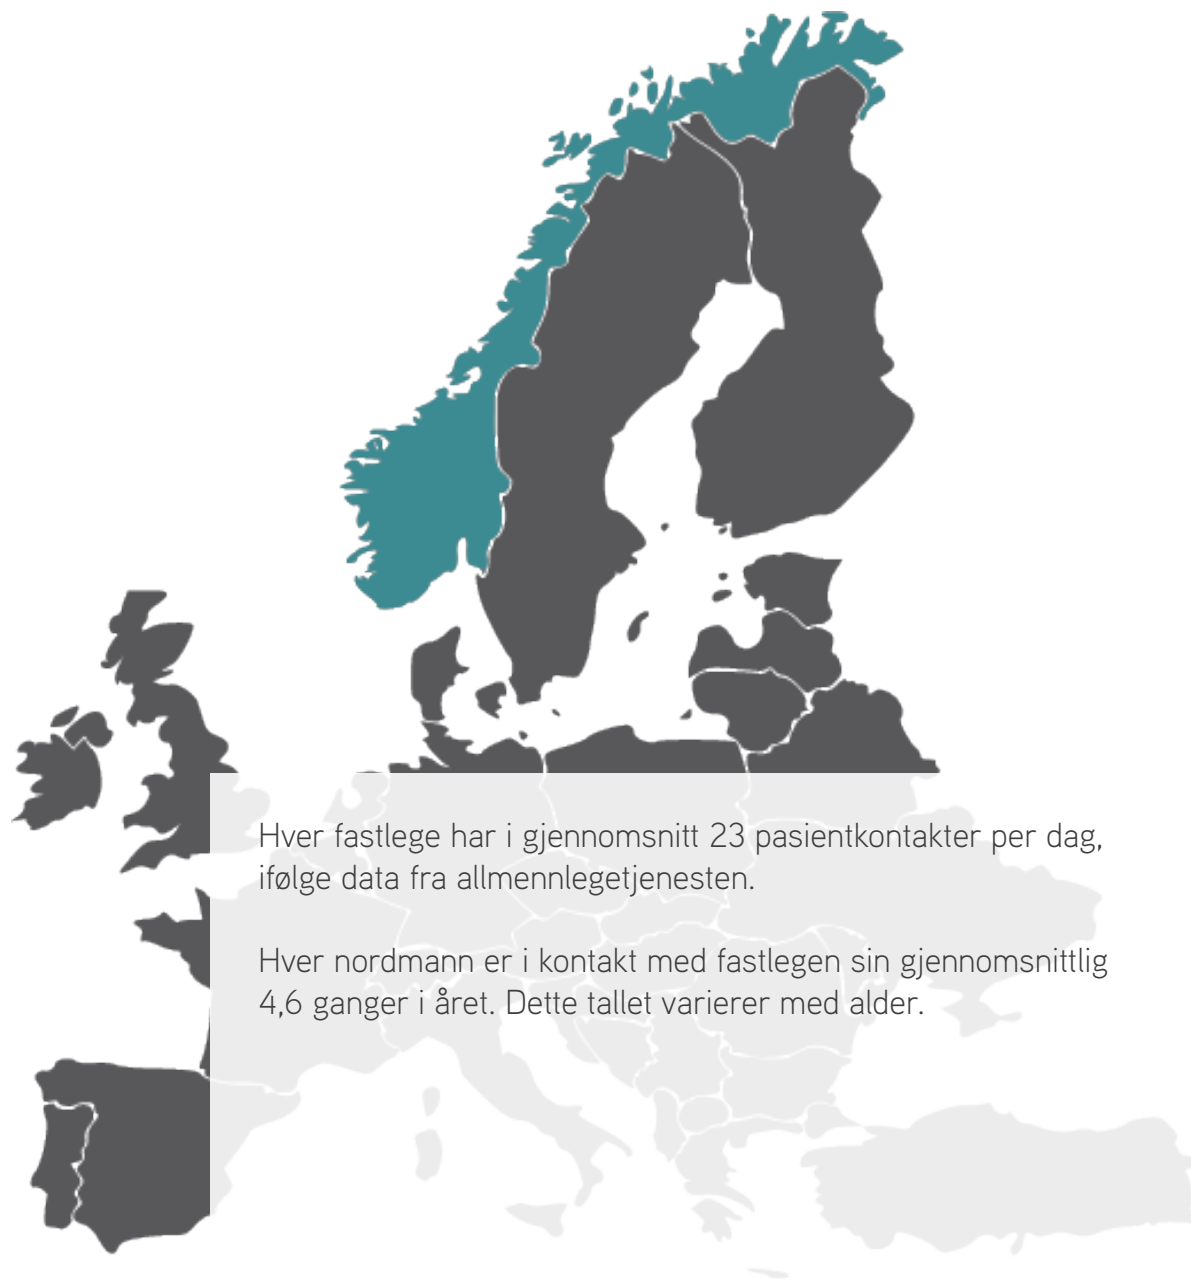 Hver fastlege har i gjennomsnitt 23 pasientkontakter per dag,
ifølge data fra allmennlegetjenesten.
Hver nordmann er i kontakt med fastlegen sin gjennomsnittlig
4,6 ganger i året. Dette tallet varierer med alder.